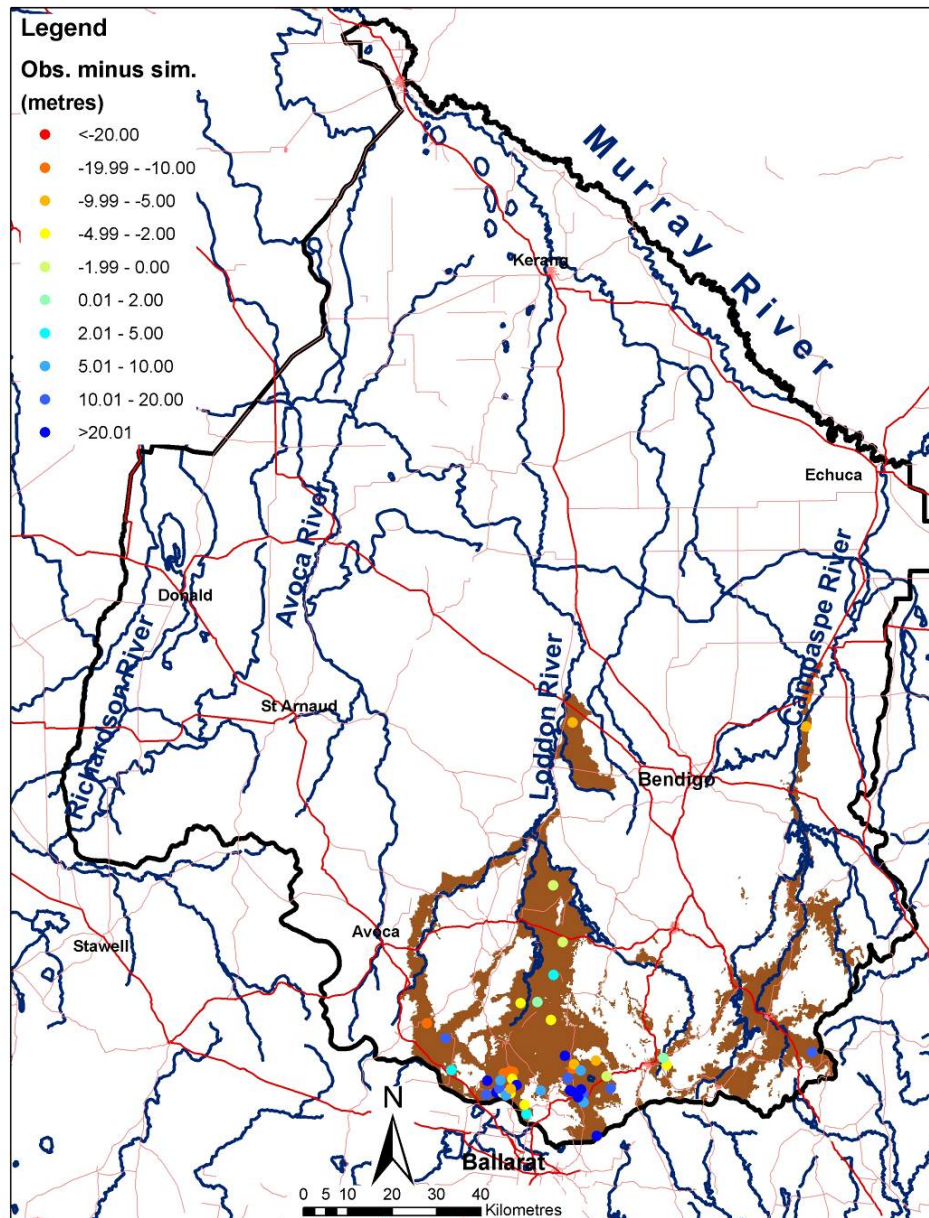 Legend
Obs. minus sim.
(metres)
<-20.00
-19.99 - -10.00
-9.99 - -5.00
-4.99 - -2.00
-1.99 - 0.00
0.01 - 2.00
2.01 - 5.00
5.01 - 10.00
10.01 - 20.00
>20.01
Murray River
Kerang
Echuca
Avoca River
Donald
Richardson River
Campaspe River
St Arnaud
Loddon River
Bendigo
Stawell
Avoca
N
Ballarat
0 5 10 20 30 40
Kilometres